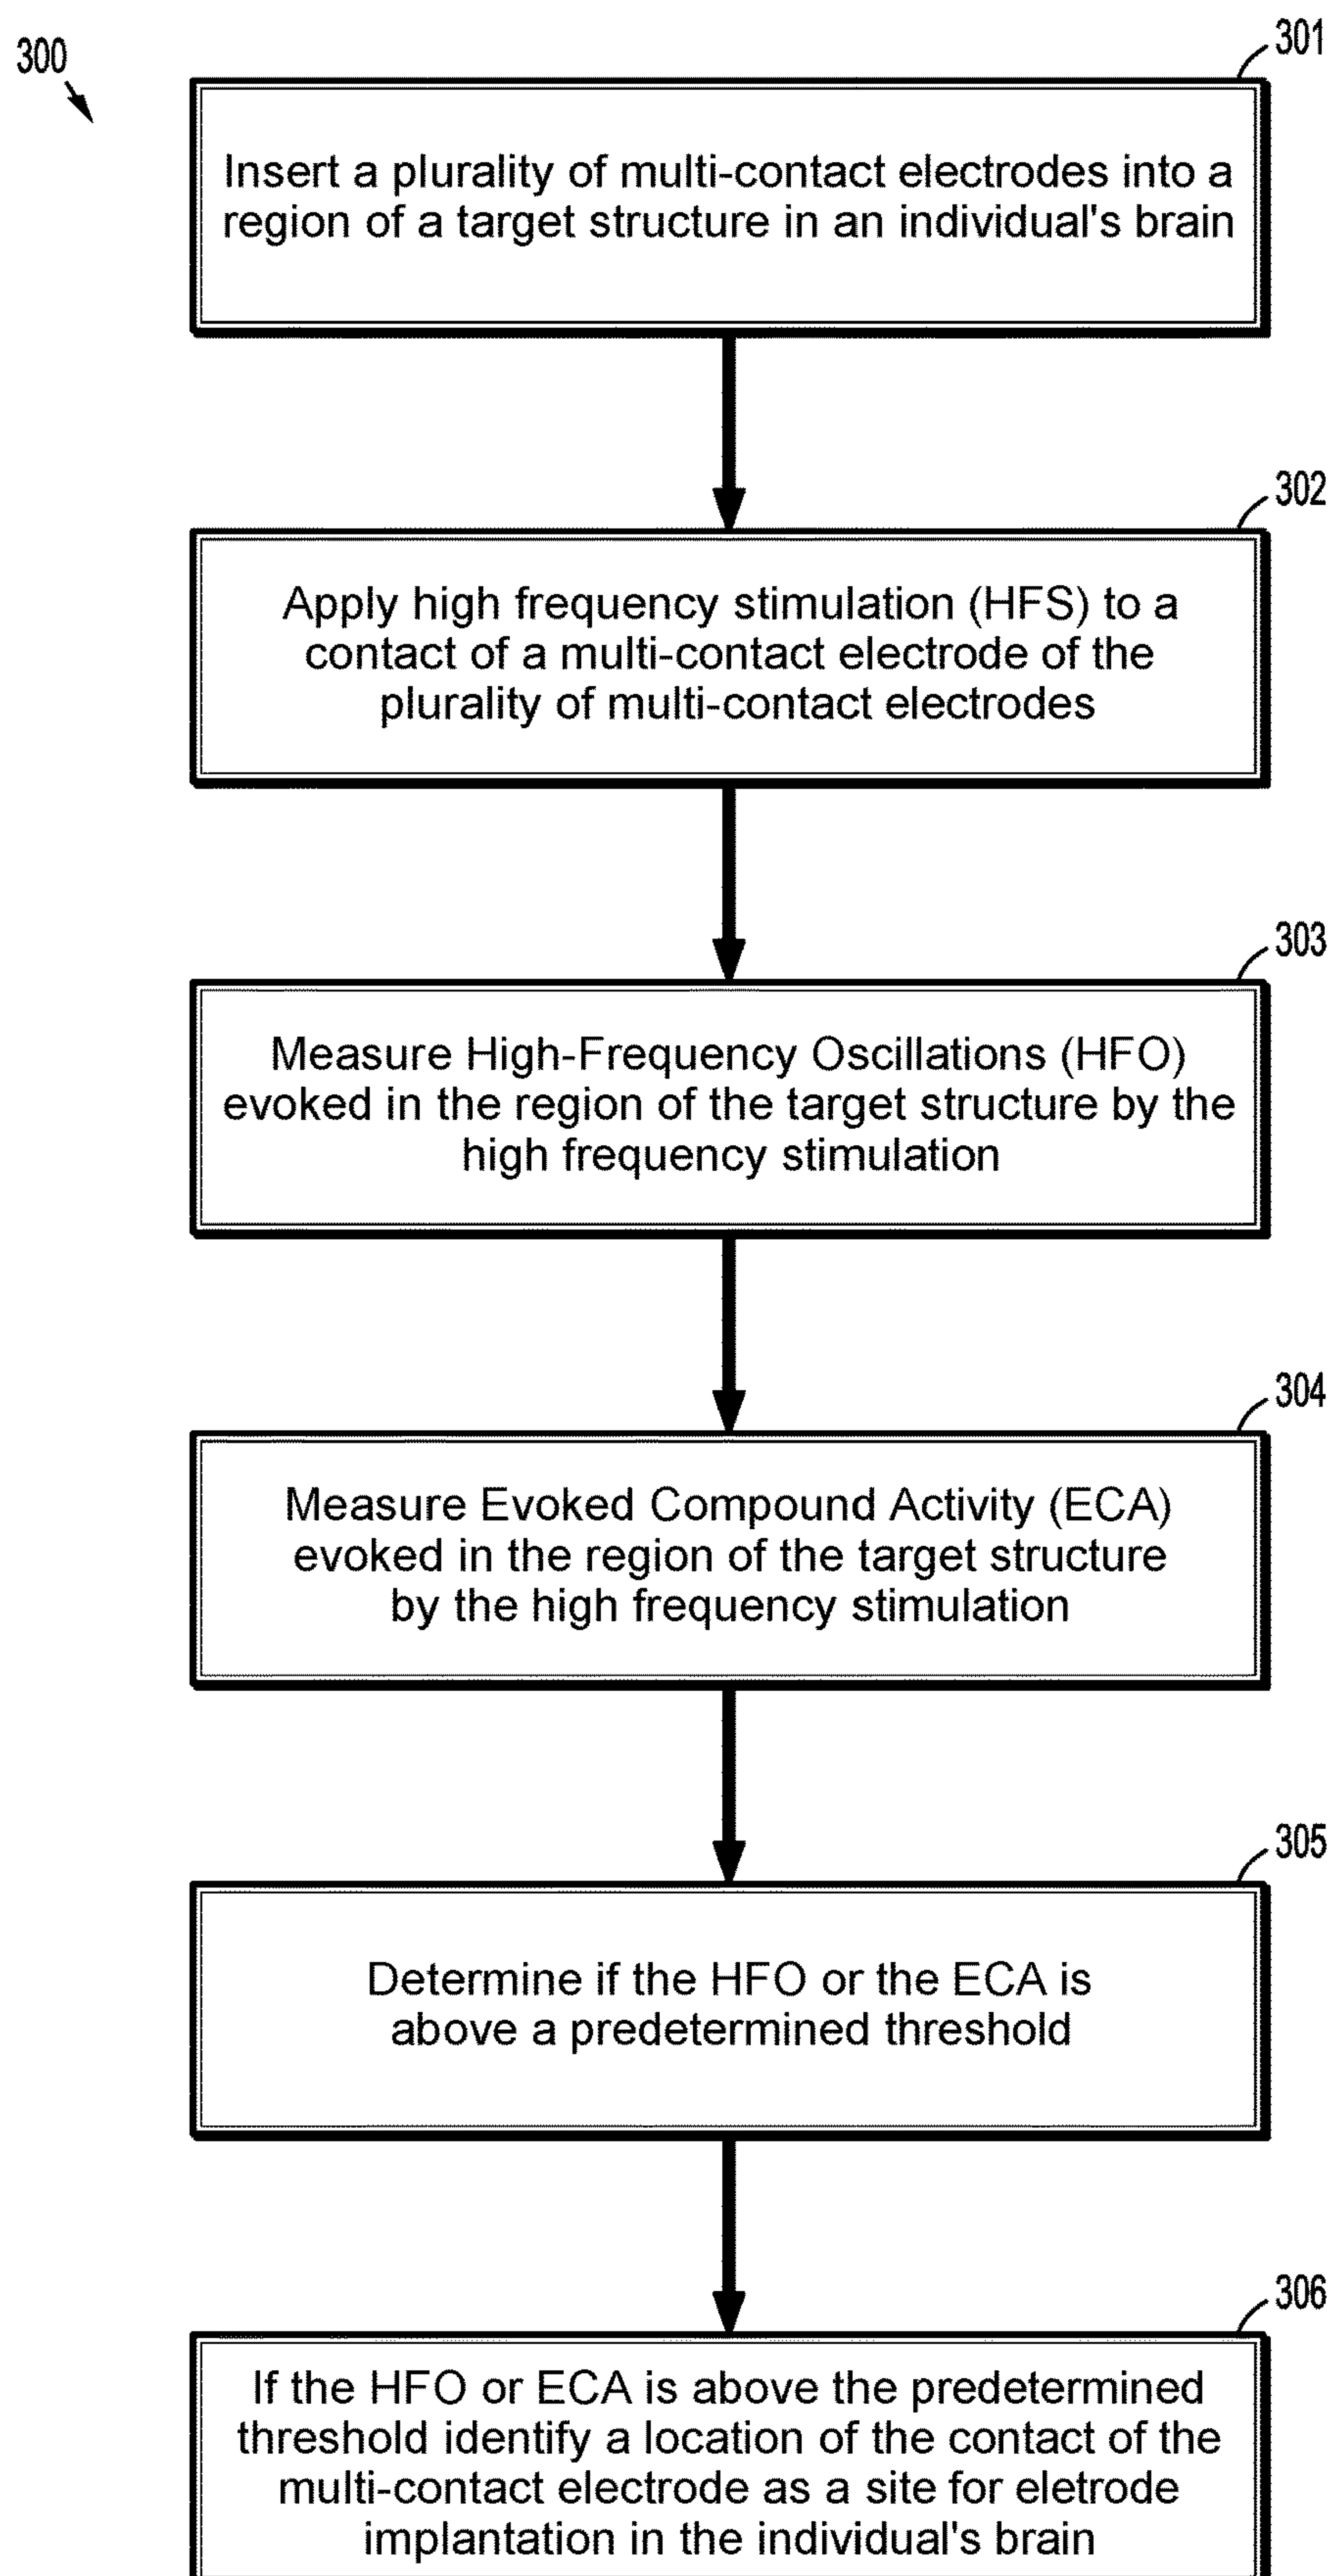 300
301
Insert a plurality of multi-contact electrodes into a
region of a target structure in an individual's brain
302
Apply high frequency stimulation (HFS) to a
contact of a multi-contact electrode of the
plurality of multi-contact electrodes
303
Measure High-Frequency Oscillations (HFO)
evoked in the region of the target structure by the
high frequency stimulation
304
Measure Evoked Compound Activity (ECA)
evoked in the region of the target structure
by the high frequency stimulation
305
Determine if the HFO or the ECA is
above a predetermined threshold
306
If the HFO or ECA is above the predetermined
threshold identify a location of the contact of the
multi-contact electrode as a site for eletrode
implantation in the individual's brain